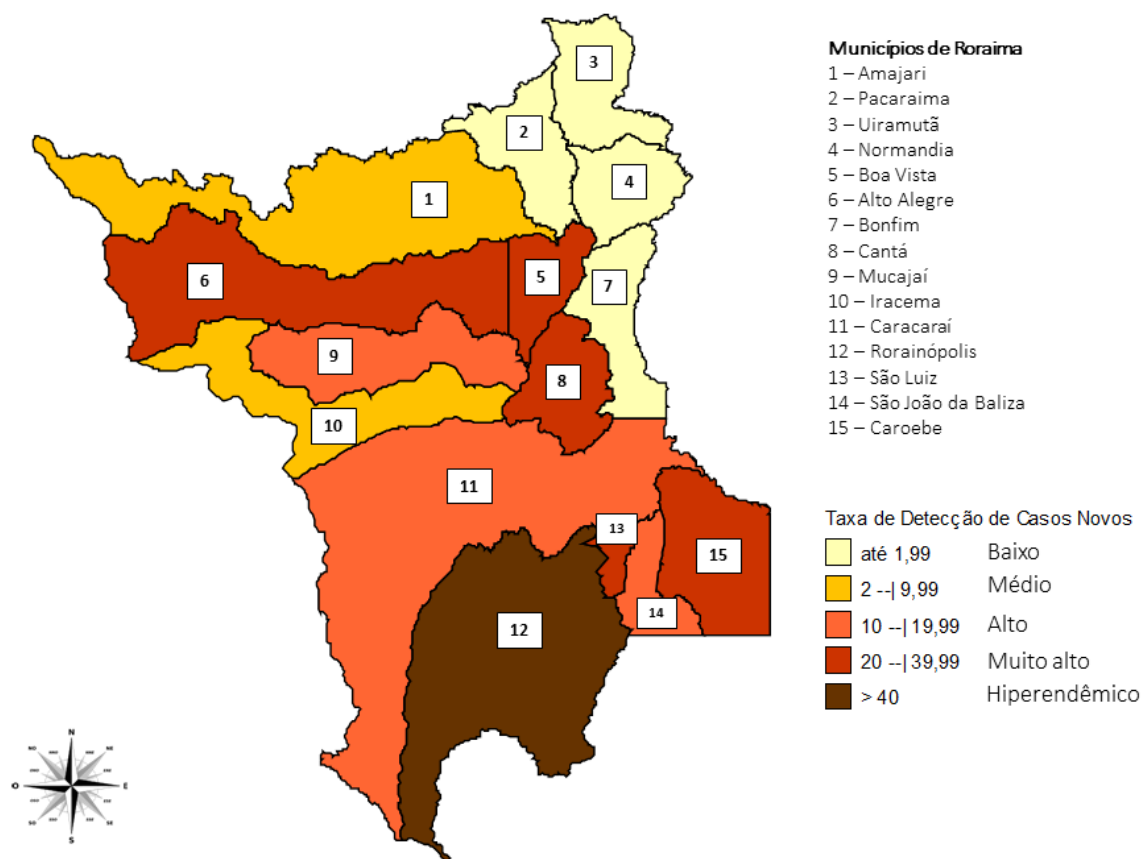 Municípios de Roraima
1 – Amajari
2 – Pacaraima
3 – Uiramutã
4 – Normandia
5 – Boa Vista
6 – Alto Alegre
7 – Bonfim
8 – Cantá
9 – Mucajaí
10 – Iracema
11 – Caracaraí
12 – Rorainópolis
13 – São Luiz
14 – São João da Baliza
15 – Caroebe
3
2
4
1
6
5
7
9
8
10
11
13
15
14
12
Taxa de Detecção de Casos Novos
até 1,99 Baixo
2 --| 9,99 Médio
10 --| 19,99 Alto
20 --| 39,99 Muito alto
> 40 Hiperendêmico
N
NO NE
O E
SO SE
S